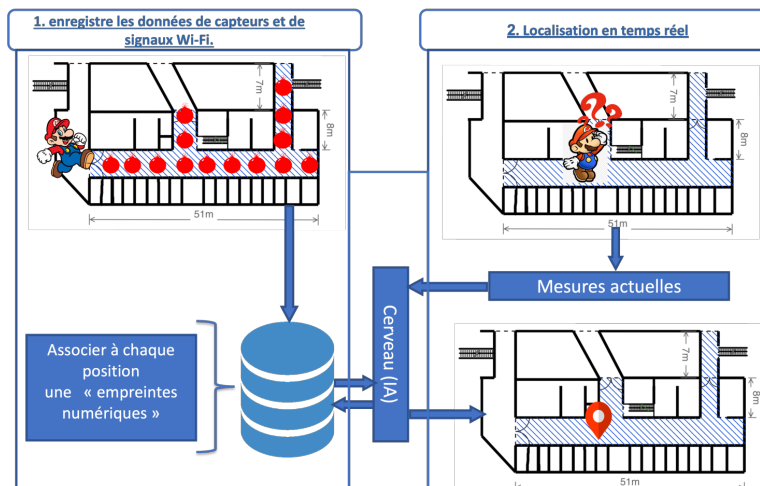 1. enregistre les données de capteurs et de
signaux Wi-Fi.
2. Localisation en temps réel
7m
8m
51m
7m
8m
51m
Mesures actuelles
Cerveau (IA)
Associer à chaque
position
une « empreintes
numériques »
7m
8m
51m